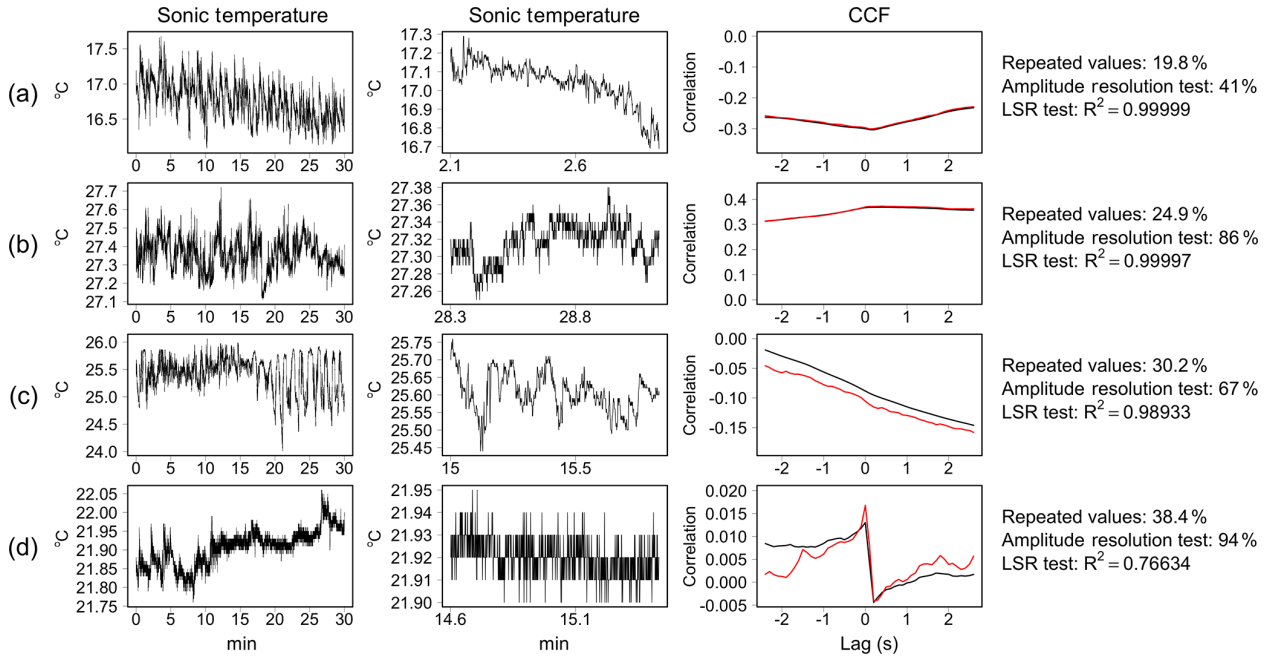 Sonic temperature
Sonic temperature
CCF
(a)
°C
17.5
17.0
16.5
0 5 10 15 20 25 30
°C
17.3
17.2
17.1
17.0
16.9
16.8
16.7
2.1 2.6
Correlation
0.0
-0.1
-0.2
-0.3
-2 -1 0 1 2
Repeated values: 19.8 %
Amplitude resolution test: 41%
LSR test: R² = 0.99999
(b)
°C
27.7
27.6
27.5
27.4
27.3
27.2
27.1
0 5 10 15 20 25 30
°C
27.38
27.36
27.34
27.32
27.30
27.28
27.26
28.3 28.8
Correlation
0.4
0.3
0.2
0.1
0.0
-2 -1 0 1 2
Repeated values: 24.9 %
Amplitude resolution test: 86 %
LSR test: R² = 0.99997
(c)
°C
26.0
25.5
25.0
24.5
24.0
0 5 10 15 20 25 30
°C
25.75
25.70
25.65
25.60
25.55
25.50
25.45
15 15.5
Correlation
0.00
-0.05
-0.10
-0.15
-2 -1 0 1 2
Repeated values: 30.2 %
Amplitude resolution test: 67 %
LSR test: R² = 0.98933
(d)
°C
22.05
22.00
21.95
21.90
21.85
21.80
21.75
0 5 10 15 20 25 30
min
°C
21.95
21.94
21.93
21.92
21.91
21.90
14.6 15.1
min
Correlation
0.020
0.015
0.010
0.005
0.000
-0.005
-2 -1 0 1 2
Lag (s)
Repeated values: 38.4 %
Amplitude resolution test: 94 %
LSR test: R² = 0.76634